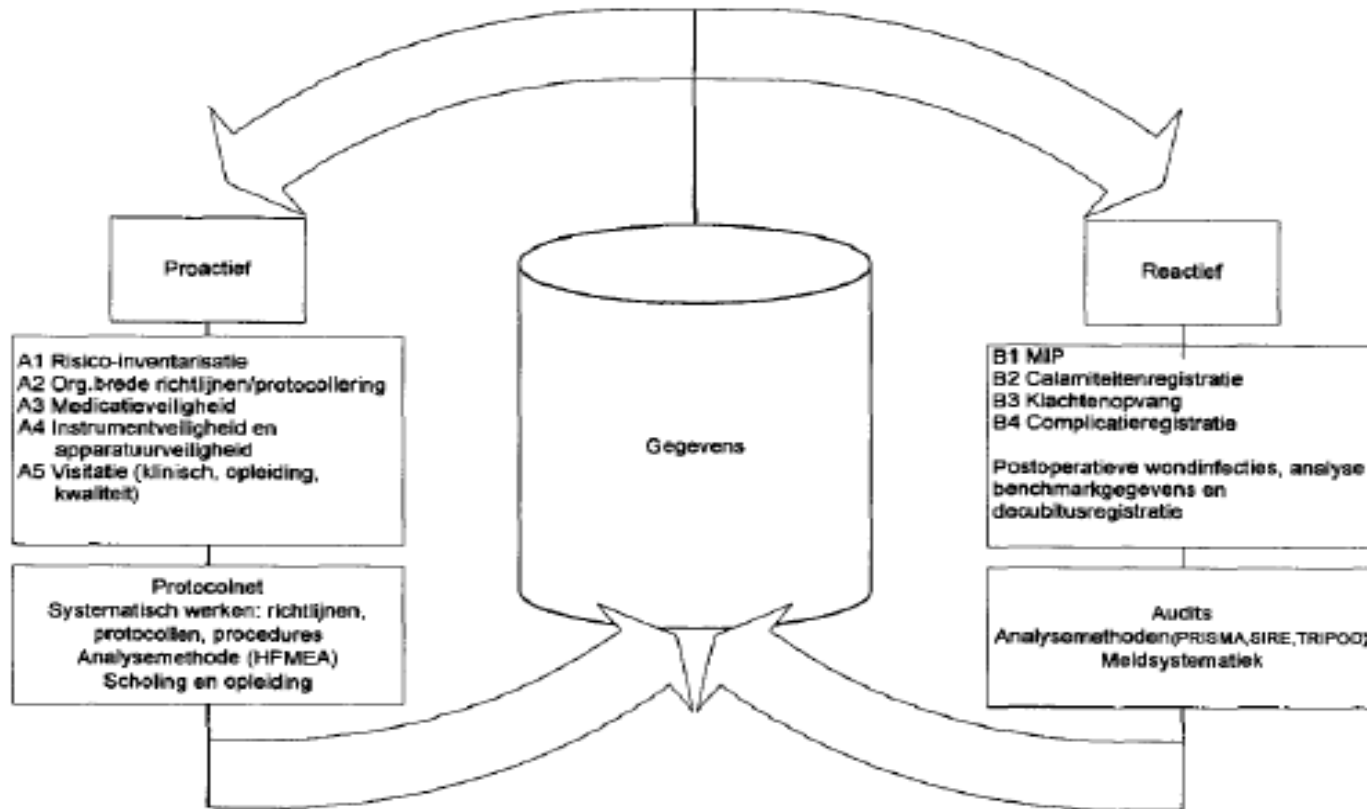 Proactief
A1 Risico-inventarisatie
A2 Org.brede richtlijnen/protocollering
A3 Medicatieveiligheid
A4 Instrumentveiligheid en
apparatuurveiligheid
A5 Visitatie (klinisch, opleiding,
kwaliteit)
Protocolnet
Systematisch werken: richtlijnen,
protocollen, procedures
Analysemethode (HFMEA)
Scholing en opleiding
Gegevens
Reactief
B1 MIP
B2 Calamiteitenregistratie
B3 Klachtenopvang
B4 Complicatieregistratie
Postoperatieve wondinfecties, analyse
benchmarkgegevens en
decubitusregistratie
Audits
Analysemethoden(PRISMA,SIRE,TRIPOD)
Meldsystematiek